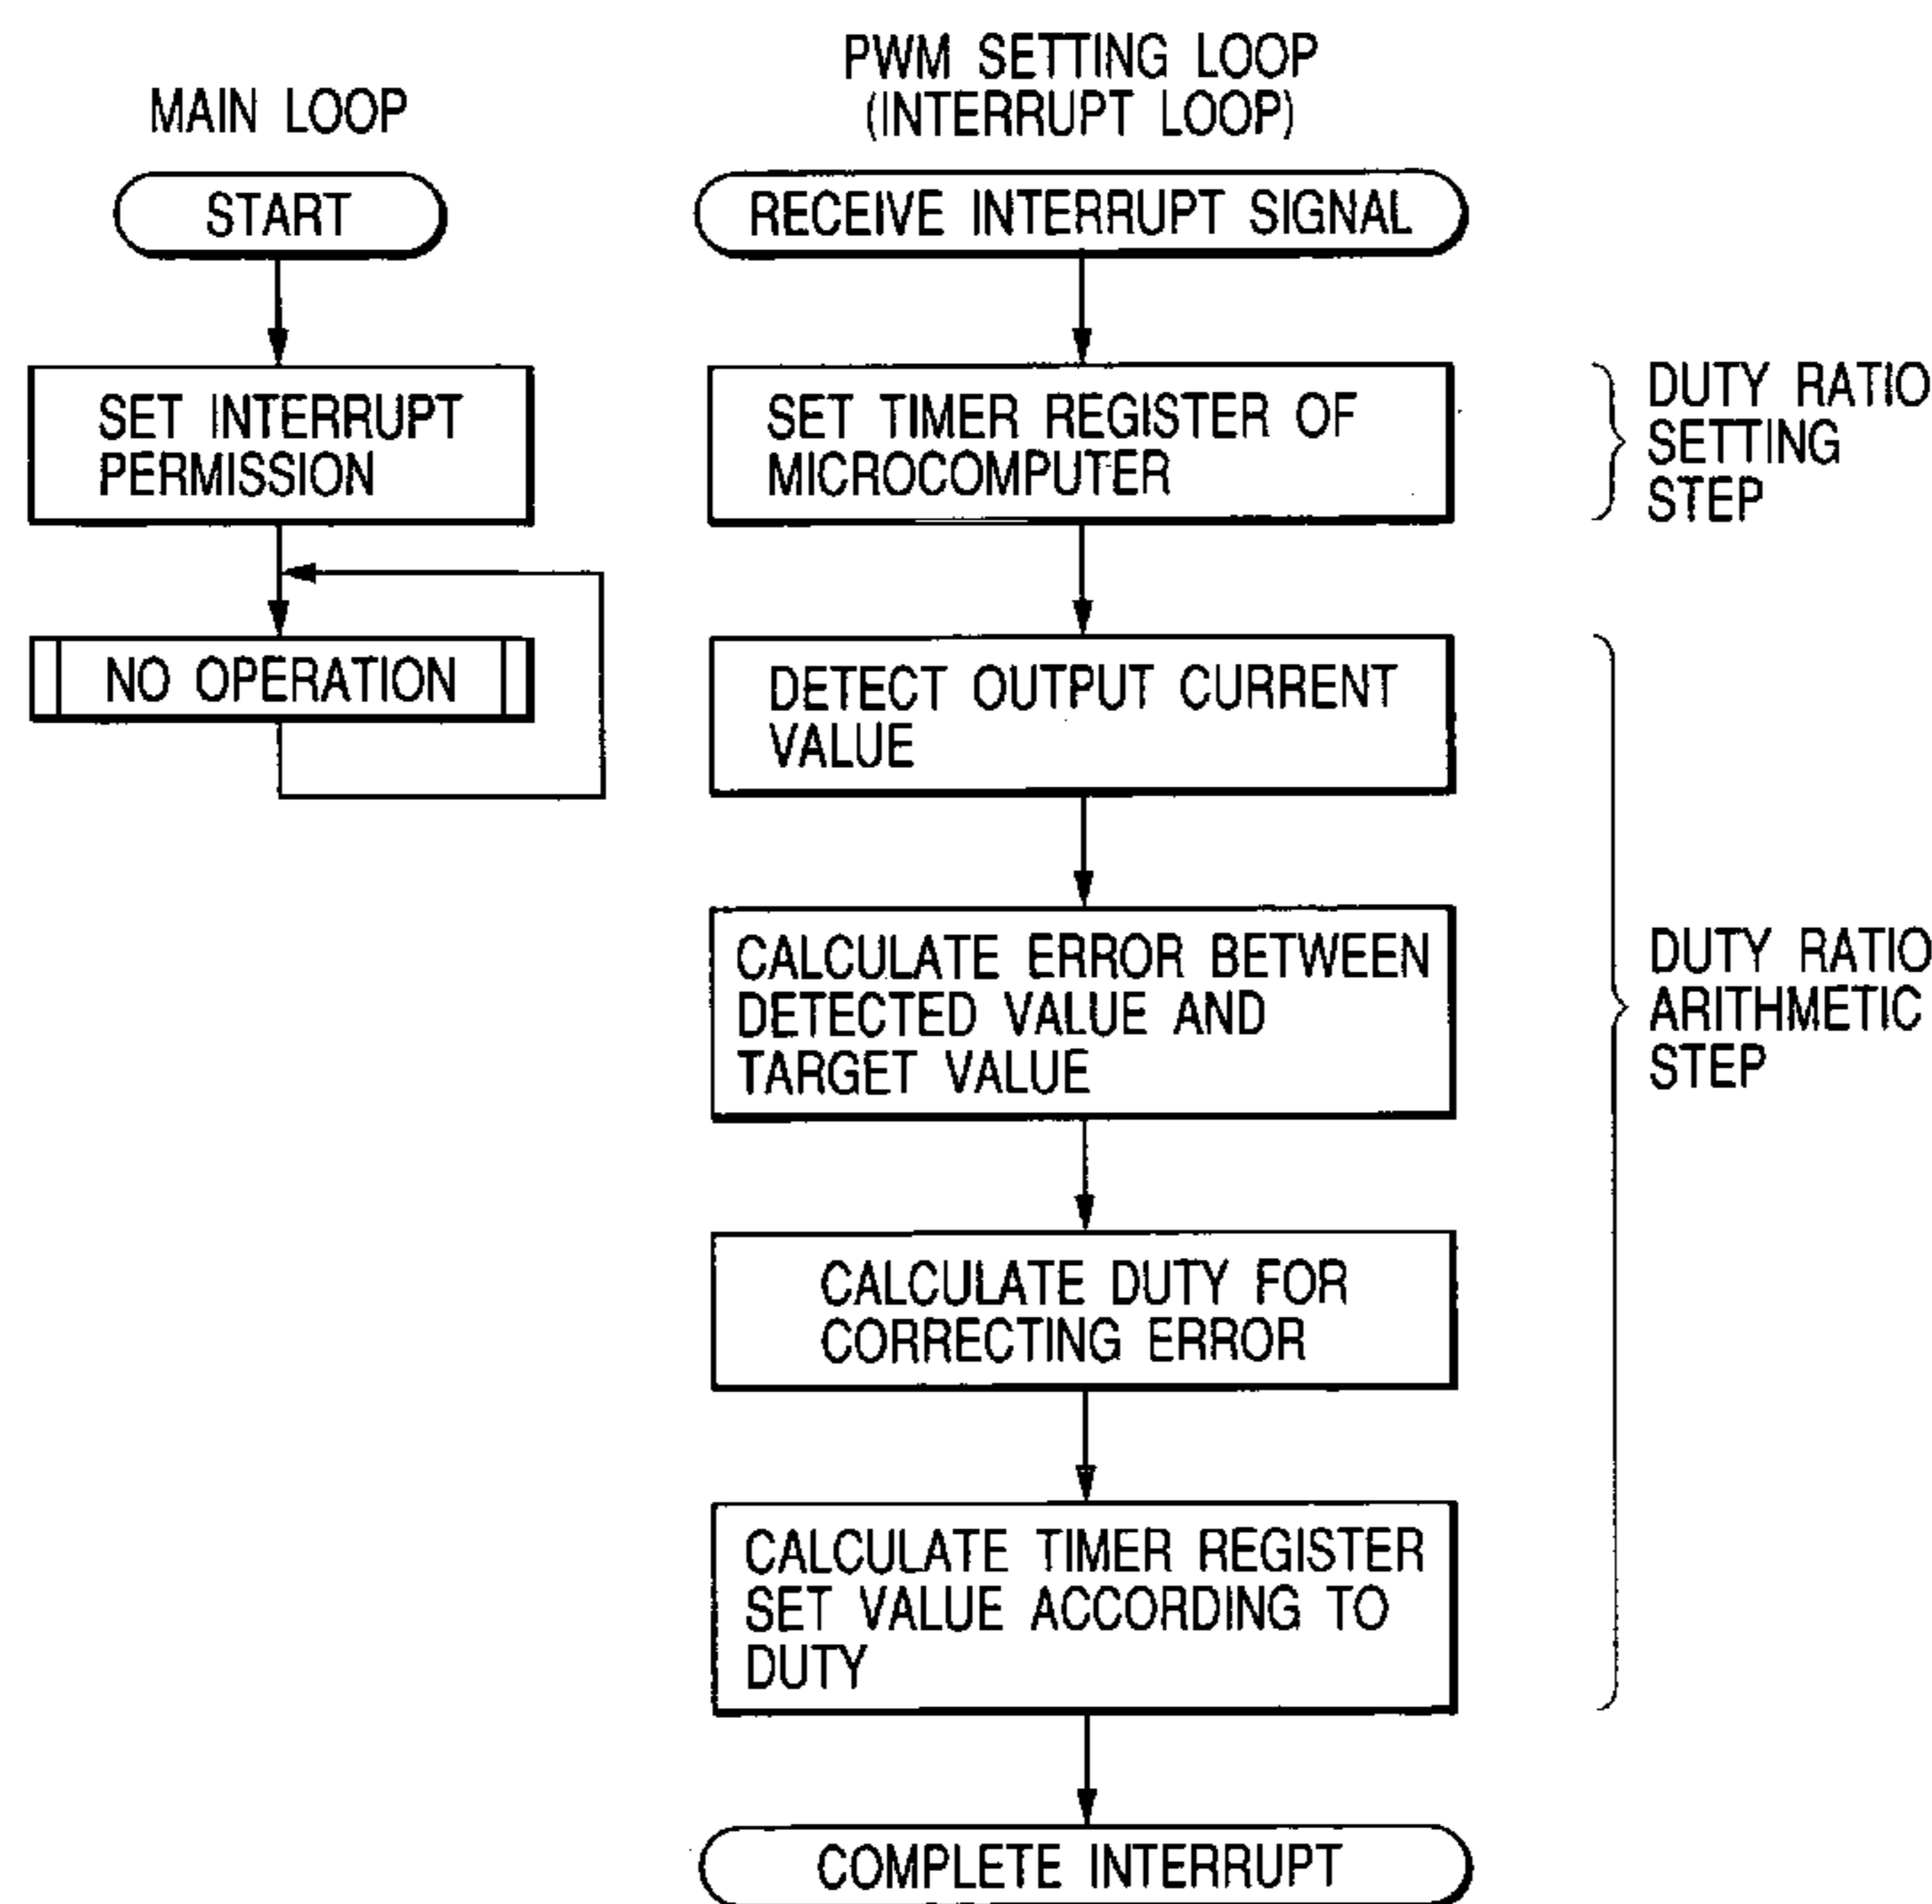 MAIN LOOP
START
SET INTERRUPT
PERMISSION
NO OPERATION
PWM SETTING LOOP
(INTERRUPT LOOP)
RECEIVE INTERRUPT SIGNAL
SET TIMER REGISTER OF
MICROCOMPUTER
DUTY RATIO
SETTING
STEP
DETECT OUTPUT CURRENT
VALUE
CALCULATE ERROR BETWEEN
DETECTED VALUE AND
TARGET VALUE
CALCULATE DUTY FOR
CORRECTING ERROR
CALCULATE TIMER REGISTER
SET VALUE ACCORDING TO
DUTY
DUTY RATIO
ARITHMETIC
STEP
COMPLETE INTERRUPT